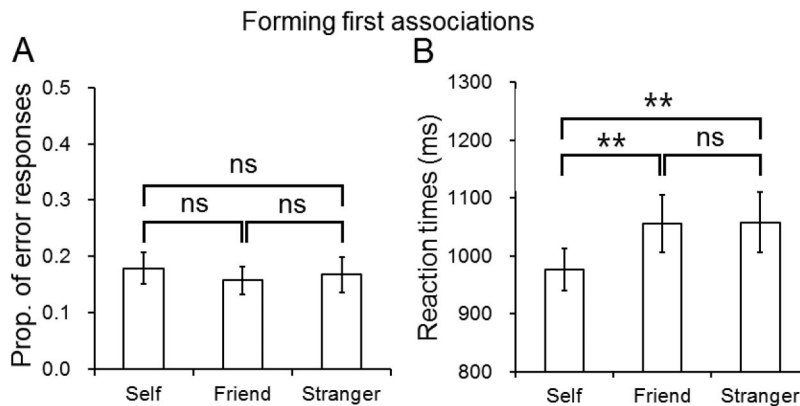 Forming first associations
A
Prop. of error responses
0.5
0.4
0.3
0.2
0.1
0.0
ns
ns
ns
Self
Friend
Stranger
B
Reaction times (ms)
1300
1200
1100
1000
900
800
**
**
ns
Self
Friend
Stranger